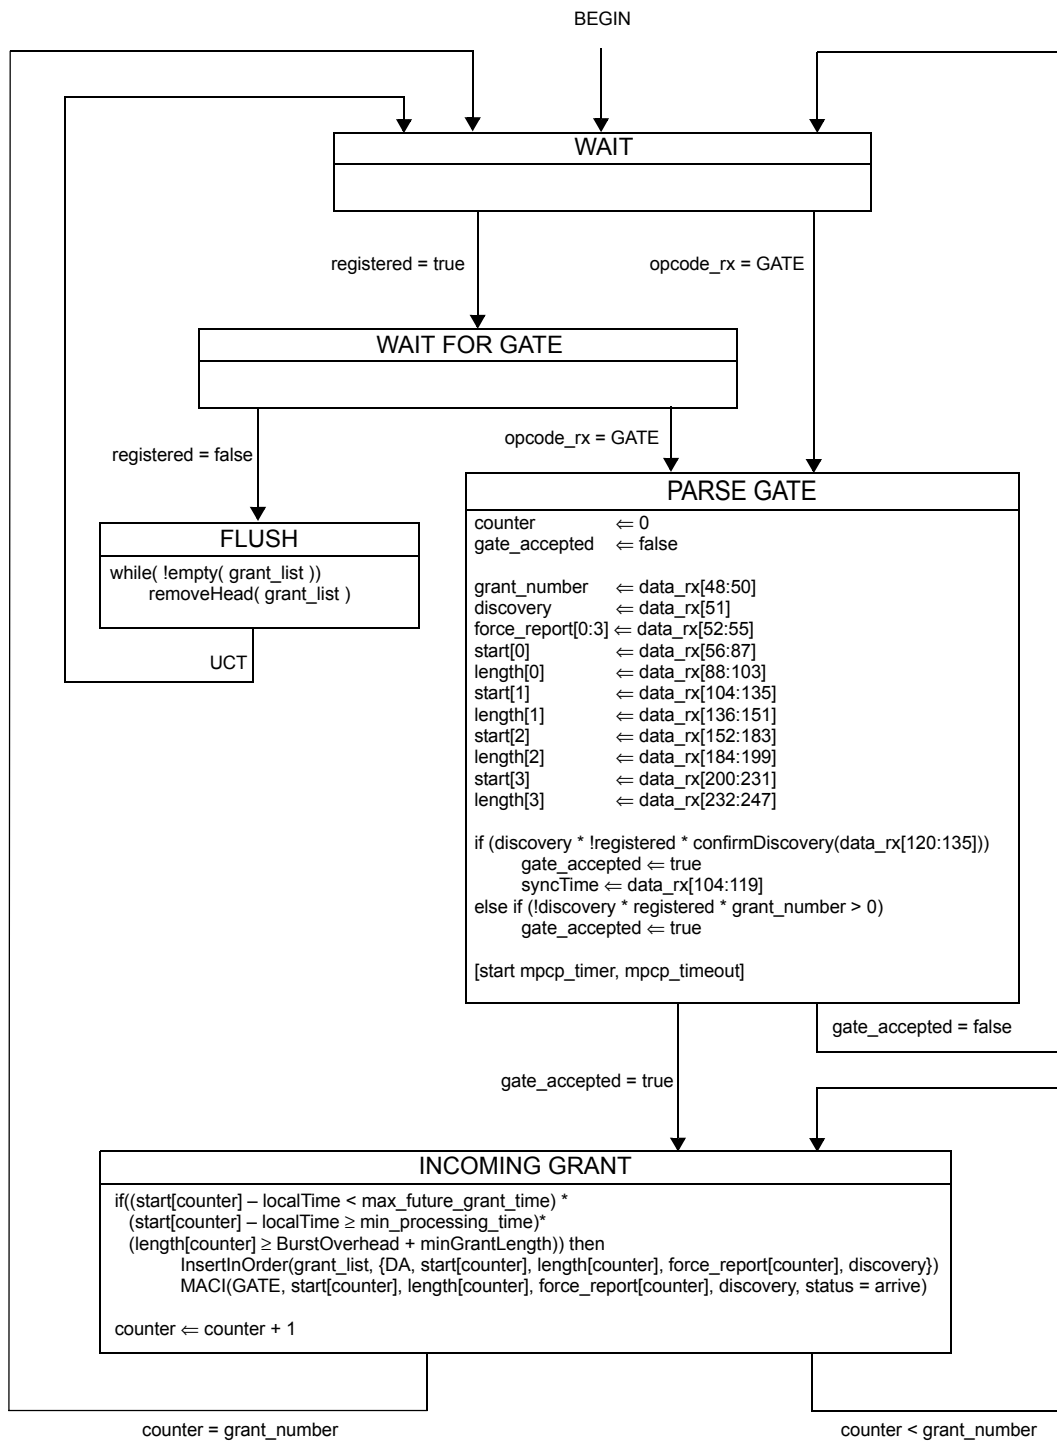 BEGIN
WAIT
registered = true
opcode_rx = GATE
WAIT FOR GATE
registered = false
opcode_rx = GATE
FLUSH
while( !empty( grant_list ))
removeHead( grant_list )
UCT
PARSE GATE
counter ⇐ 0
gate_accepted ⇐ false
grant_number ⇐ data_rx[48:50]
discovery ⇐ data_rx[51]
force_report[0:3] ⇐ data_rx[52:55]
start[0] ⇐ data_rx[56:87]
length[0] ⇐ data_rx[88:103]
start[1] ⇐ data_rx[104:135]
length[1] ⇐ data_rx[136:151]
start[2] ⇐ data_rx[152:183]
length[2] ⇐ data_rx[184:199]
start[3] ⇐ data_rx[200:231]
length[3] ⇐ data_rx[232:247]
if (discovery * !registered * confirmDiscovery(data_rx[120:135]))
gate_accepted ⇐ true
syncTime ⇐ data_rx[104:119]
else if (!discovery * registered * grant_number > 0)
gate_accepted ⇐ true
[start mpcp_timer, mpcp_timeout]
gate_accepted = false
gate_accepted = true
INCOMING GRANT
if((start[counter] – localTime < max_future_grant_time) *
(start[counter] – localTime ≥ min_processing_time)*
(length[counter] ≥ BurstOverhead + minGrantLength)) then
InsertInOrder(grant_list, {DA, start[counter], length[counter], force_report[counter], discovery})
MACI(GATE, start[counter], length[counter], force_report[counter], discovery, status = arrive)
counter ⇐ counter + 1
counter = grant_number
counter < grant_number